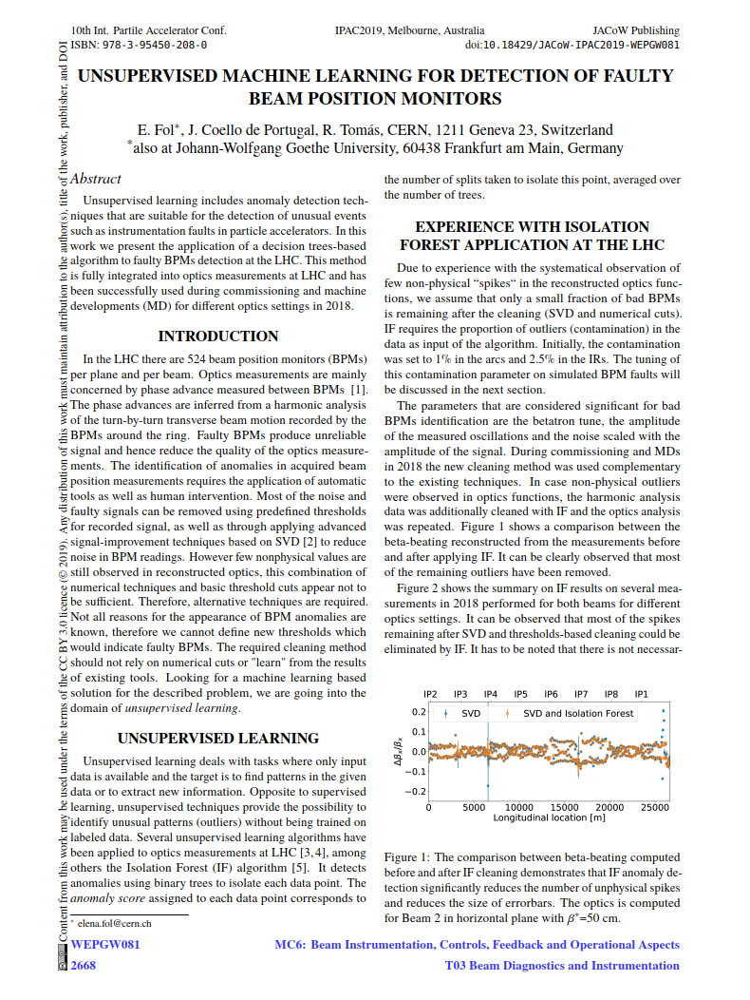 10th Int. Partile Accelerator Conf.
IPAC2019, Melbourne, Australia
JACoW Publishing
ISBN: 978-3-95450-208-0
doi:10.18429/JACoW-IPAC2019-WEPGW081
UNSUPERVISED MACHINE LEARNING FOR DETECTION OF FAULTY
BEAM POSITION MONITORS
E. Fol*, J. Coello de Portugal, R. Tomás, CERN, 1211 Geneva 23, Switzerland
*also at Johann-Wolfgang Goethe University, 60438 Frankfurt am Main, Germany
Abstract
Unsupervised learning includes anomaly detection tech-
niques that are suitable for the detection of unusual events
such as instrumentation faults in particle accelerators. In this
work we present the application of a decision trees-based
algorithm to faulty BPMs detection at the LHC. This method
is fully integrated into optics measurements at LHC and has
been successfully used during commissioning and machine
developments (MD) for different optics settings in 2018.
INTRODUCTION
In the LHC there are 524 beam position monitors (BPMs)
per plane and per beam. Optics measurements are mainly
concerned by phase advance measured between BPMs [1].
The phase advances are inferred from a harmonic analysis
of the turn-by-turn transverse beam motion recorded by the
BPMs around the ring. Faulty BPMs produce unreliable
signal and hence reduce the quality of the optics measure-
ments. The identification of anomalies in acquired beam
position measurements requires the application of automatic
tools as well as human intervention. Most of the noise and
faulty signals can be removed using predefined thresholds
for recorded signal, as well as through applying advanced
signal-improvement techniques based on SVD [2] to reduce
noise in BPM readings. However few nonphysical values are
still observed in reconstructed optics, this combination of
numerical techniques and basic threshold cuts appear not to
be sufficient. Therefore, alternative techniques are required.
Not all reasons for the appearance of BPM anomalies are
known, therefore we cannot define new thresholds which
would indicate faulty BPMs. The required cleaning method
should not rely on numerical cuts or "learn" from the results
of existing tools. Looking for a machine learning based
solution for the described problem, we are going into the
domain of unsupervised learning.
UNSUPERVISED LEARNING
Unsupervised learning deals with tasks where only input
data is available and the target is to find patterns in the given
data or to extract new information. Opposite to supervised
learning, unsupervised techniques provide the possibility to
identify unusual patterns (outliers) without being trained on
labeled data. Several unsupervised learning algorithms have
been applied to optics measurements at LHC [3,4], among
others the Isolation Forest (IF) algorithm [5]. It detects
anomalies using binary trees to isolate each data point. The
anomaly score assigned to each data point corresponds to
* elena.fol@cern.ch
the number of splits taken to isolate this point, averaged over
the number of trees.
EXPERIENCE WITH ISOLATION
FOREST APPLICATION AT THE LHC
Due to experience with the systematical observation of
few non-physical “spikes“ in the reconstructed optics func-
tions, we assume that only a small fraction of bad BPMs
is remaining after the cleaning (SVD and numerical cuts).
IF requires the proportion of outliers (contamination) in the
data as input of the algorithm. Initially, the contamination
was set to 1% in the arcs and 2.5% in the IRs. The tuning of
this contamination parameter on simulated BPM faults will
be discussed in the next section.
The parameters that are considered significant for bad
BPMs identification are the betatron tune, the amplitude
of the measured oscillations and the noise scaled with the
amplitude of the signal. During commissioning and MDs
in 2018 the new cleaning method was used complementary
to the existing techniques. In case non-physical outliers
were observed in optics functions, the harmonic analysis
data was additionally cleaned with IF and the optics analysis
was repeated. Figure 1 shows a comparison between the
beta-beating reconstructed from the measurements before
and after applying IF. It can be clearly observed that most
of the remaining outliers have been removed.
Figure 2 shows the summary on IF results on several mea-
surements in 2018 performed for both beams for different
optics settings. It can be observed that most of the spikes
remaining after SVD and thresholds-based cleaning could be
eliminated by IF. It has to be noted that there is not necessar-
IP2 IP3 IP4 IP5 IP6 IP7 IP8 IP1
SVD
SVD and Isolation Forest
Δβx/βx
0.2
0.1
0.0
−0.1
−0.2
0 5000 10000 15000 20000 25000
Longitudinal location [m]
Figure 1: The comparison between beta-beating computed
before and after IF cleaning demonstrates that IF anomaly de-
tection significantly reduces the number of unphysical spikes
and reduces the size of errorbars. The optics is computed
for Beam 2 in horizontal plane with β*=50 cm.
Content from this work may be used under the terms of the CC BY 3.0 licence (© 2019). Any distribution of this work must maintain attribution to the author(s), title of the work, publisher, and DOI
WEPGW081
MC6: Beam Instrumentation, Controls, Feedback and Operational Aspects
2668
T03 Beam Diagnostics and Instrumentation